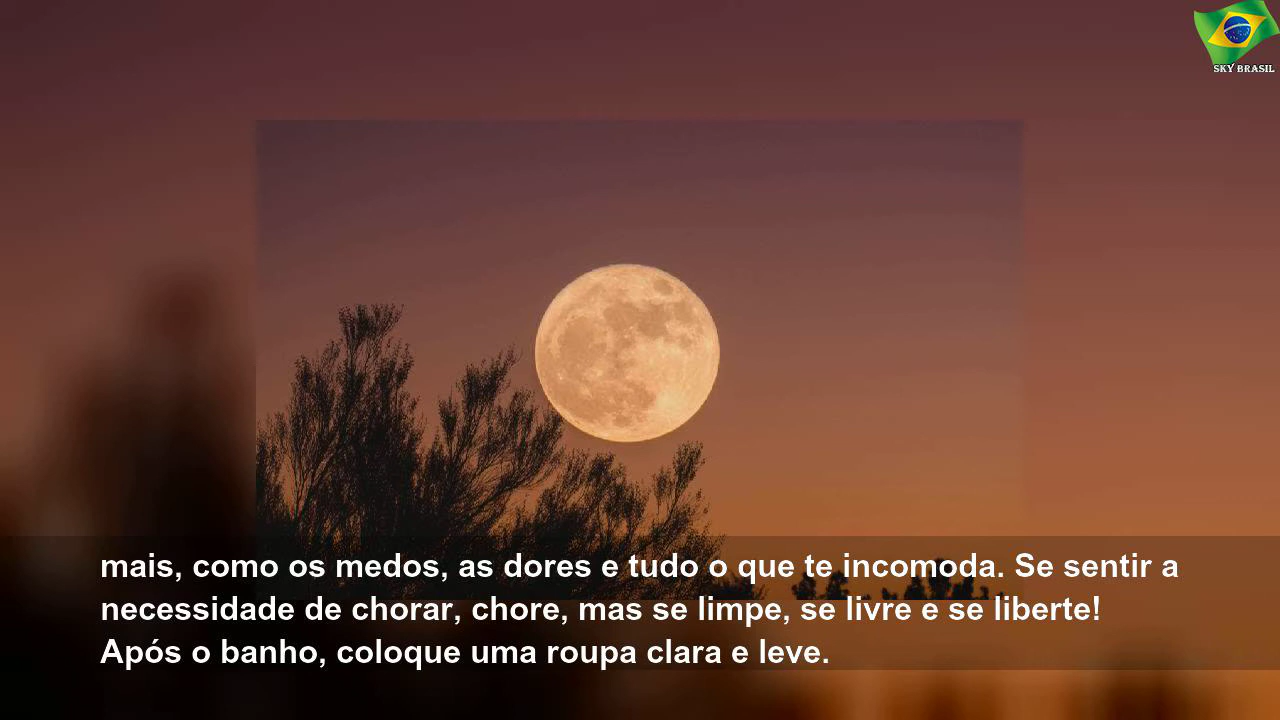 SKY BRASIL
mais, como os medos, as dores e tudo o que te incomoda. Se sentir a
necessidade de chorar, chore, mas se limpe, se livre e se liberte!
Após o banho, coloque uma roupa clara e leve.